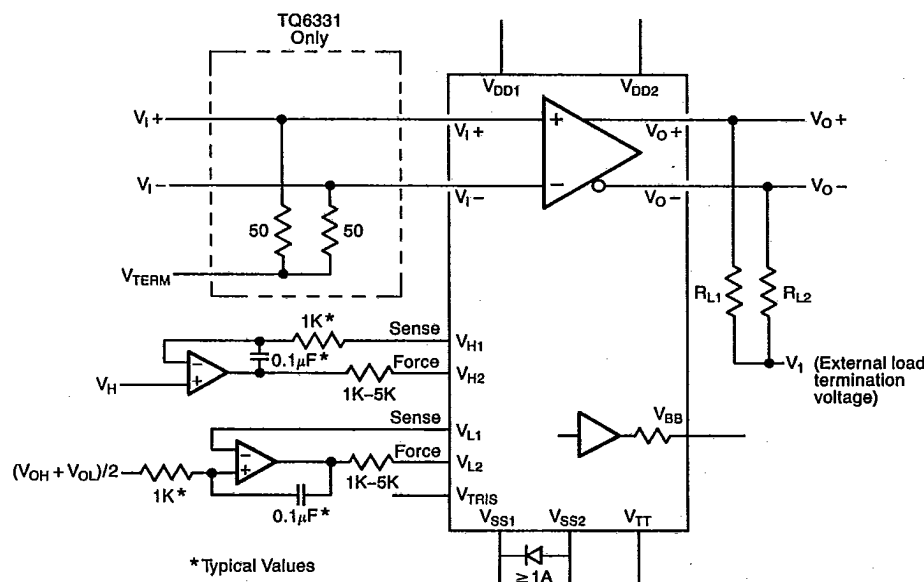 TQ6331
Only
VDD1
VDD2
VI+
VI+
+
VO+
VO+
VI−
VI−
−
VO−
VO−
50
50
VTERM
RL1
RL2
1K*
Sense
VH1
−
0.1µF*
Force
VH
+
VH2
1K–5K
V1 (External load
termination
voltage)
Sense
VL1
VBB
−
Force
VL2
(VOH + VOL)/2
+
1K–5K
1K*
VTRIS
0.1µF*
VSS1
VSS2
VTT
*Typical Values
≥ 1A